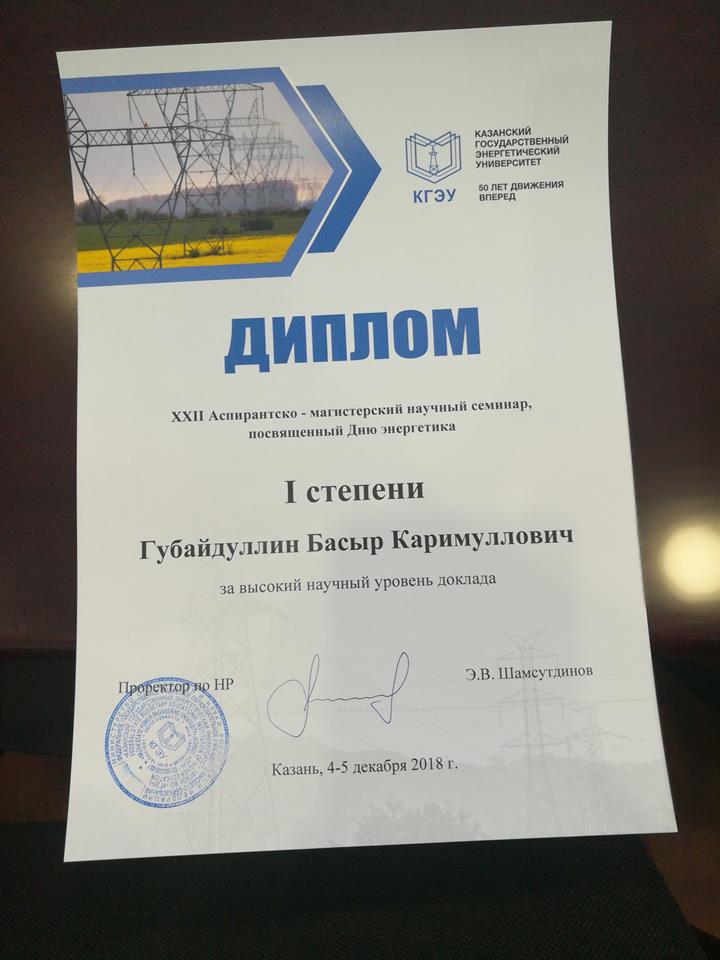 КАЗАНСКИЙ
ГОСУДАРСТВЕННЫЙ
ЭНЕРГЕТИЧЕСКИЙ
УНИВЕРСИТЕТ
КГЭУ
50 ЛЕТ ДВИЖЕНИЯ
ВПЕРЕД
ДИПЛОМ
XXII Аспирантско - магистерский научный семинар,
посвященный Дню энергетика
I степени
Губайдуллин Басыр Каримуллович
за высокий научный уровень доклада
Проректор по НР
Э.В. Шамсутдинов
КГЭУ
Казань, 4-5 декабря 2018 г.